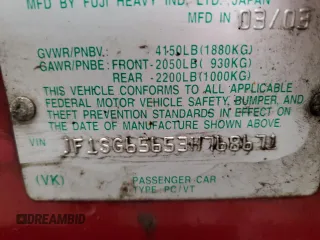 MFD BY FUJI HEAVY IND. LTD. JAPAN
MFD IN 03/03
GVWR/PNBV: 4150LB(1880KG)
GAWR/PNBE: FRONT-2050LB( 930KG)
REAR -2200LB(1000KG)
THIS VEHICLE CONFORMS TO ALL APPLICABLE
FEDERAL MOTOR VEHICLE SAFETY, BUMPER, AND
THEFT PREVENTION STANDARDS IN EFFECT ON
DATE OF MANUFACTURE SHOWN ABOVE
VIN
(VK) PASSENGER-CAR
TYPE PC/VT
DREAMBID